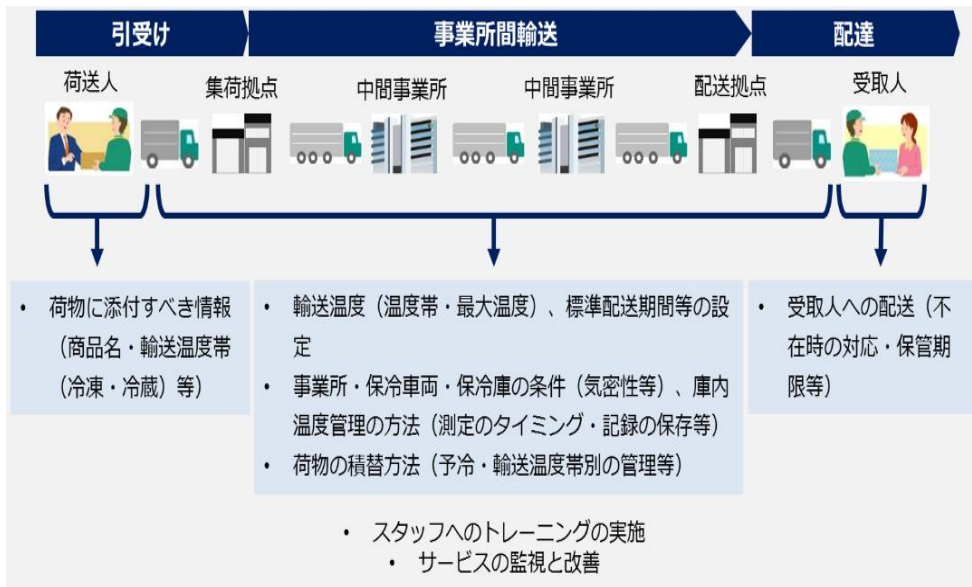 引受け
事業所間輸送
配達
荷送人
集荷拠点
中間事業所
中間事業所
配送拠点
受取人
• 荷物に添付すべき情報
（商品名・輸送温度帯
（冷凍・冷蔵）等）
• 輸送温度（温度帯・最大温度）、標準配送期間等の設
定
• 事業所・保冷車両・保冷庫の条件（気密性等）、庫内
温度管理の方法（測定のタイミング・記録の保存等）
• 荷物の積替方法（予冷・輸送温度帯別の管理等）
• 受取人への配送（不
在時の対応・保管期
限等）
• スタッフへのトレーニングの実施
• サービスの監視と改善